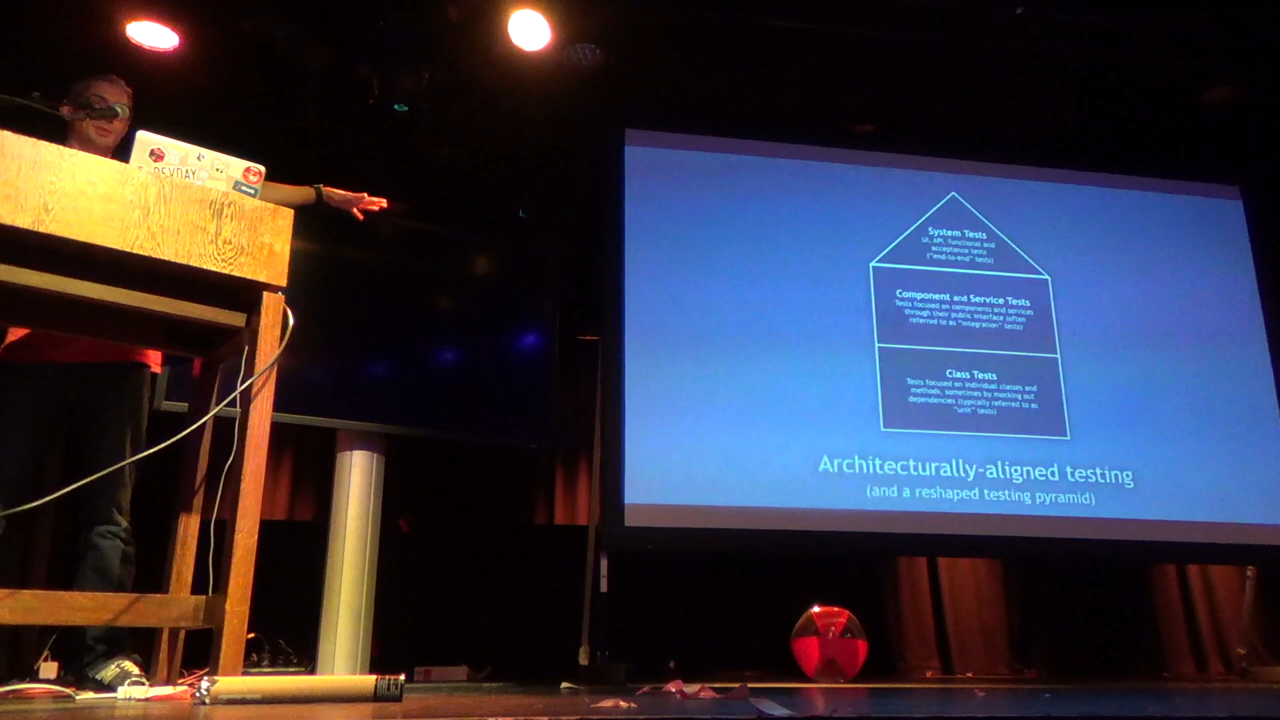 DEVDAY
System Tests
UI, API, functional and
acceptance tests
("end-to-end" tests)
Component and Service Tests
Tests focused on components and services
through their public interface (often
referred to as "integration" tests)
Class Tests
Tests focused on individual classes and
methods, sometimes by mocking out
dependencies (typically referred to as
"unit" tests)
Architecturally-aligned testing
(and a reshaped testing pyramid)